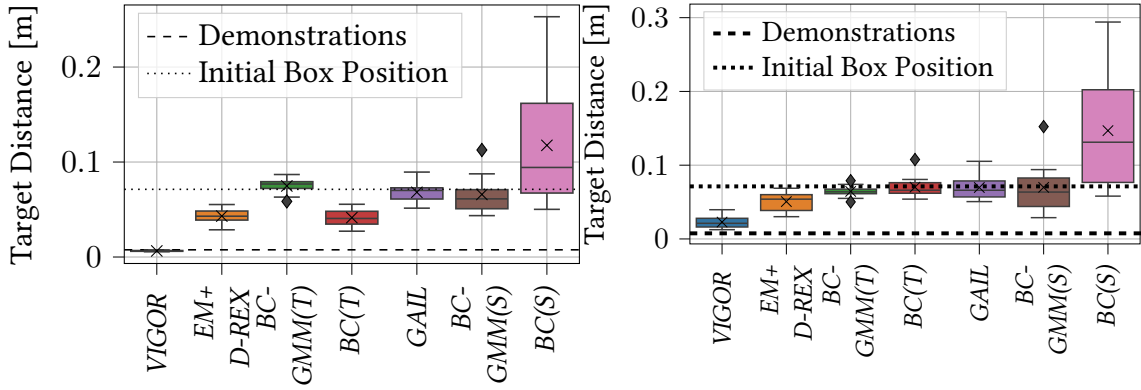 Target Distance [m]
0.2
0.1
0
Demonstrations
Initial Box Position
VIGOR
EM+
D-REX
BC-
GMM(T)
BC(T)
GAIL
BC-
GMM(S)
BC(S)
Target Distance [m]
0.3
0.2
0.1
0
Demonstrations
Initial Box Position
VIGOR
EM+
D-REX
BC-
GMM(T)
BC(T)
GAIL
BC-
GMM(S)
BC(S)